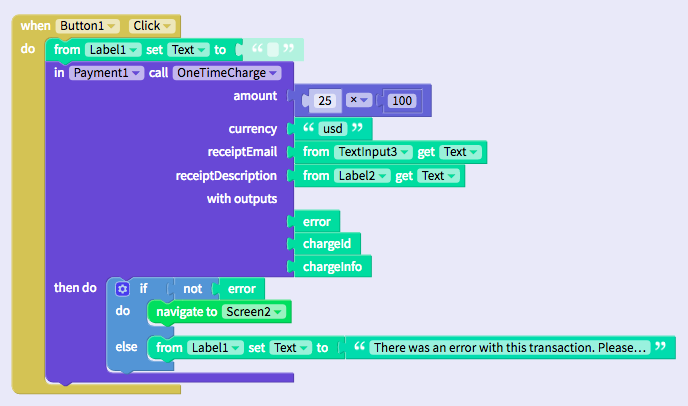 when Button1 Click
do from Label1 set Text to “ ”
in Payment1 call OneTimeCharge
amount 25 × 100
currency “ usd ”
receiptEmail from TextInput3 get Text
receiptDescription from Label2 get Text
with outputs
error
chargeId
chargeInfo
then do if not error
do navigate to Screen2
else from Label1 set Text to “ There was an error with this transaction. Please... ”